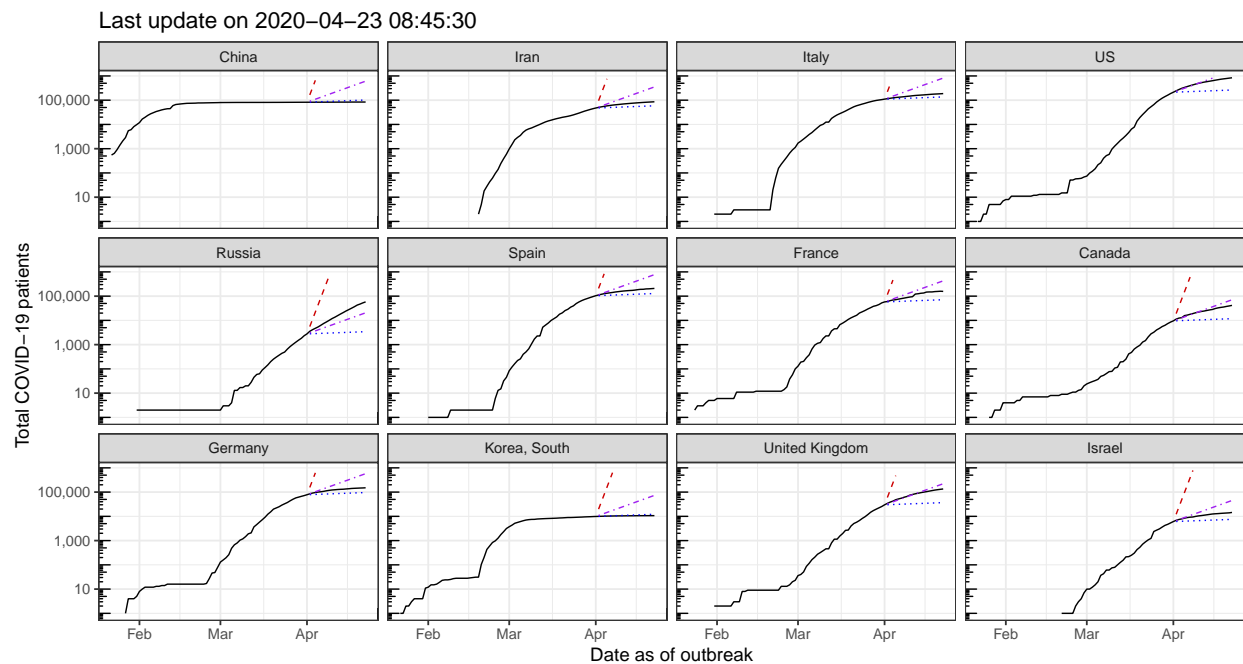 Last update on 2020−04−23 08:45:30
China Iran Italy US
100,000
1,000
10
Russia Spain France Canada
100,000
1,000
10
Germany Korea, South United Kingdom Israel
100,000
1,000
10
Feb Mar Apr Feb Mar Apr Feb Mar Apr Feb Mar Apr
Date as of outbreak
Total COVID−19 patients